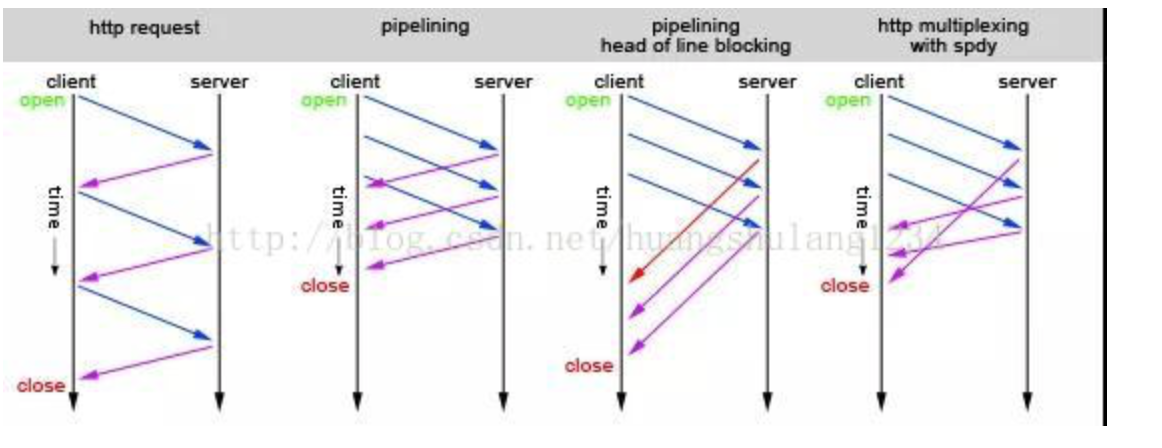 http request
pipelining
pipelining
head of line blocking
http multiplexing
with spdy
client server
open
time
close
client server
open
time
close
client server
open
time
close
client server
open
time
close
http://blog.csdn.net/huangshulang1234